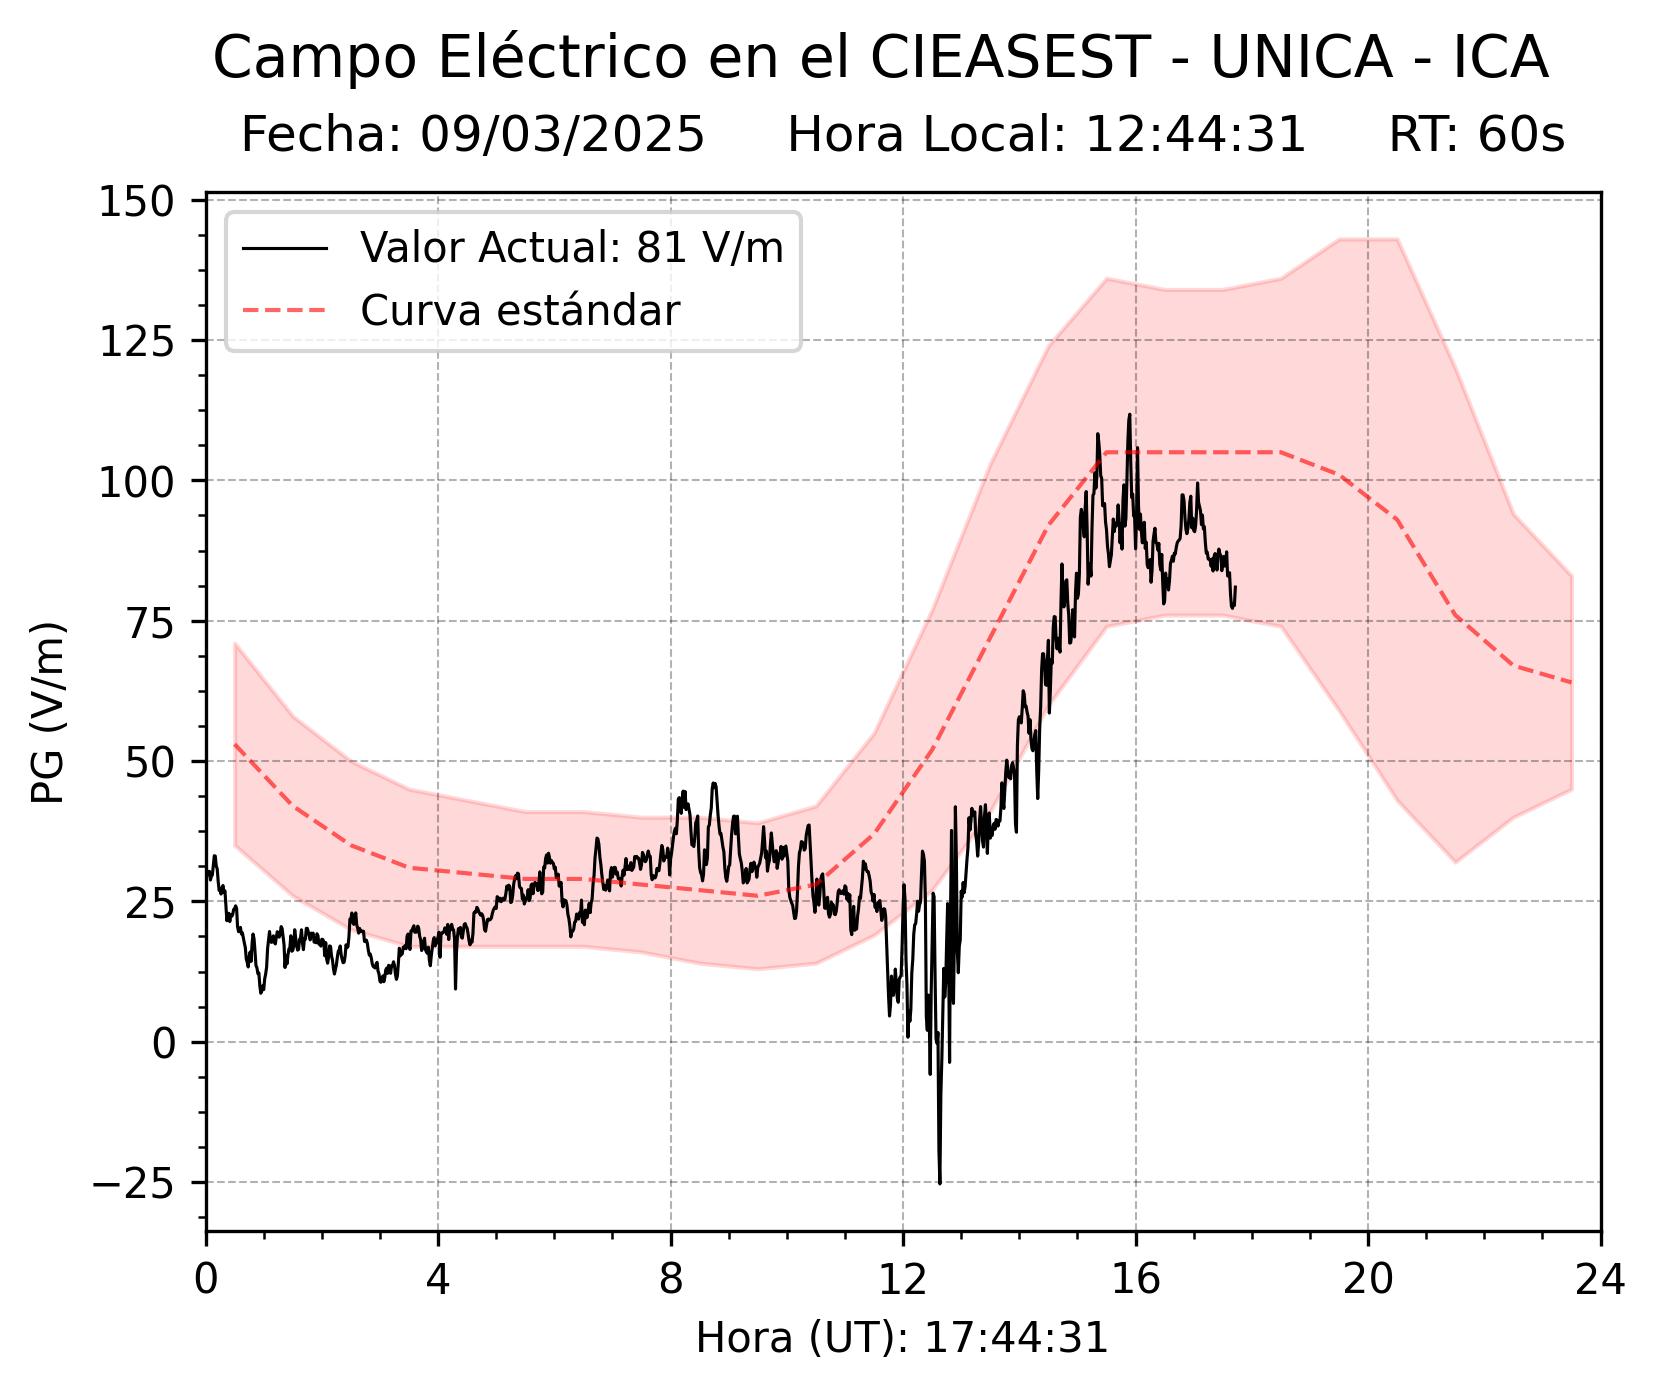 Campo Eléctrico en el CIEASEST - UNICA - ICA
Fecha: 09/03/2025 Hora Local: 12:44:31 RT: 60s
Valor Actual: 81 V/m
Curva estándar
150
125
100
75
50
25
0
−25
PG (V/m)
0 4 8 12 16 20 24
Hora (UT): 17:44:31